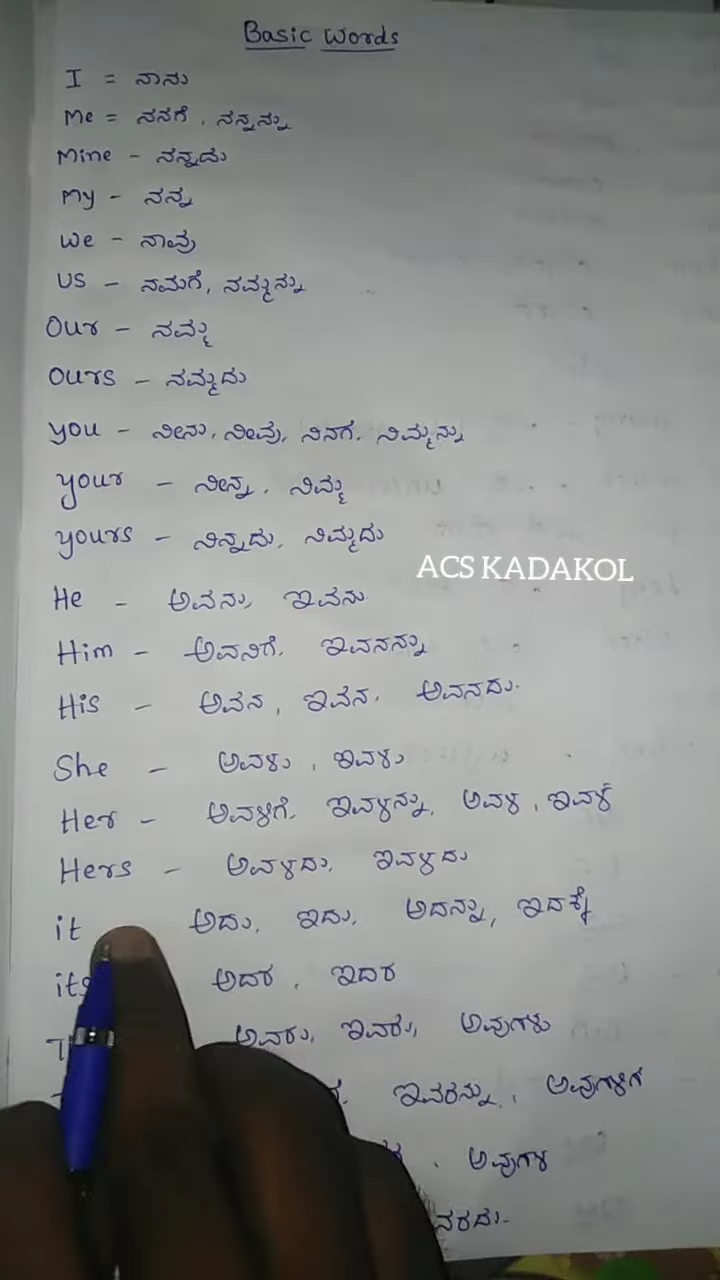 Basic Words
I = ನಾನು
Me = ನನಗೆ, ನನ್ನನ್ನು
Mine - ನನ್ನದು
My - ನನ್ನ
We - ನಾವು
US - ನಮಗೆ, ನಮ್ಮನ್ನು
Our - ನಮ್ಮ
Ours - ನಮ್ಮದು
you - ನೀನು, ನೀವು, ನಿನಗೆ, ನಿಮ್ಮನ್ನು
your - ನೀನ್ನ, ನಿಮ್ಮ
yours - ನಿನ್ನದು, ನಿಮ್ಮದು
ACS KADAKOL
He - ಅವನು, ಇವನು
Him - ಅವನಿಗೆ, ಇವನನ್ನು
His - ಅವನ, ಇವನ, ಅವನದು.
She - ಅವಳು, ಇವಳು
Her - ಅವಳಿಗೆ, ಇವಳನ್ನು, ಅವಳ, ಇವಳ
Hers - ಅವಳದು, ಇವಳದು
it ಅದು, ಇದು, ಅದನ್ನು, ಇದಕ್ಕೆ
its ಅದರ, ಇದರ
ಅವರು, ಇವರು, ಅವುಗಳು
ಇವರನ್ನು, ಅವುಗಳಿಗೆ
ಅವುಗಳ